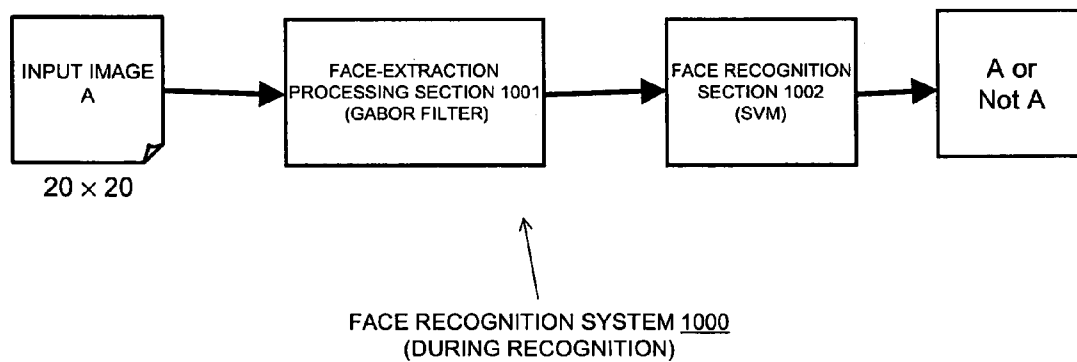 INPUT IMAGE
A
20 × 20
FACE-EXTRACTION
PROCESSING SECTION 1001
(GABOR FILTER)
FACE RECOGNITION
SECTION 1002
(SVM)
A or
Not A
FACE RECOGNITION SYSTEM 1000
(DURING RECOGNITION)